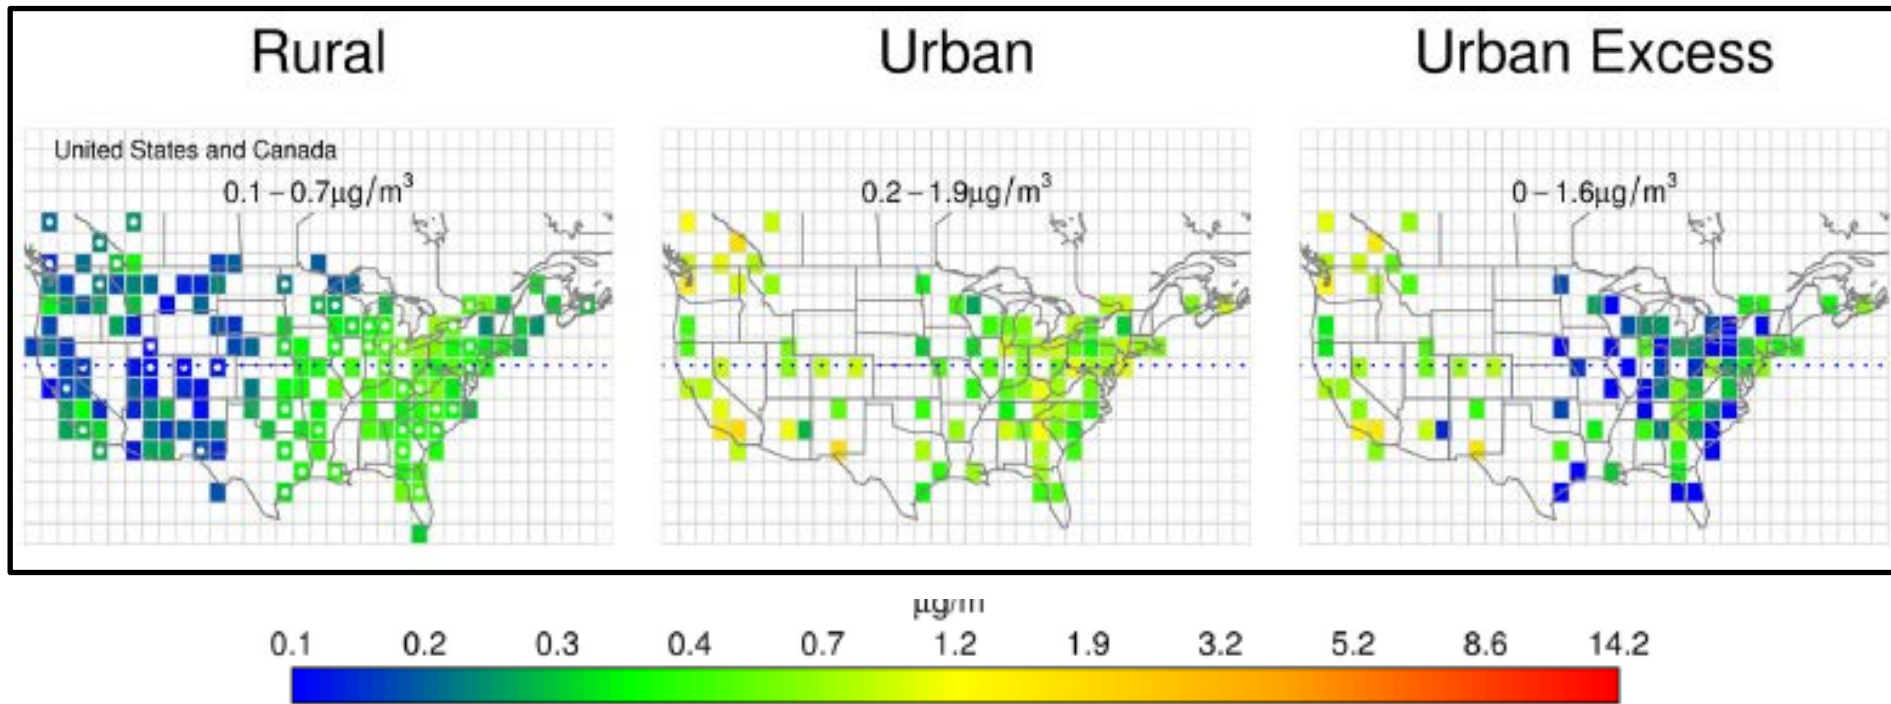 Rural
Urban
Urban Excess
United States and Canada
0.1 – 0.7μg/m³
0.2 – 1.9μg/m³
0 – 1.6μg/m³
μg/m
0.1 0.2 0.3 0.4 0.7 1.2 1.9 3.2 5.2 8.6 14.2